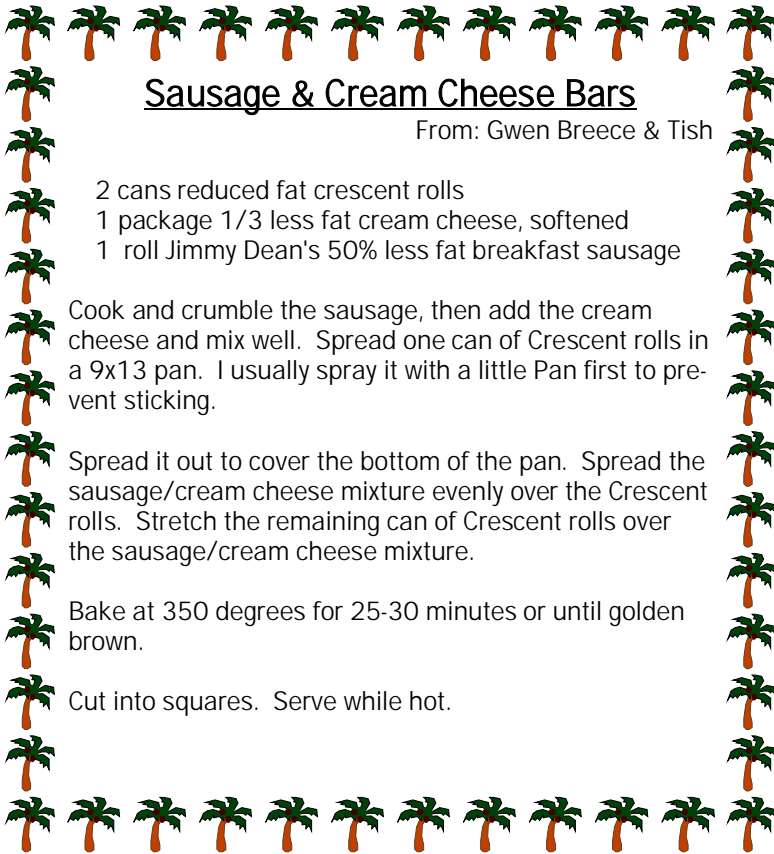 Sausage & Cream Cheese Bars
From: Gwen Breece & Tish
2 cans reduced fat crescent rolls
1 package 1/3 less fat cream cheese, softened
1 roll Jimmy Dean's 50% less fat breakfast sausage
Cook and crumble the sausage, then add the cream
cheese and mix well. Spread one can of Crescent rolls in
a 9x13 pan. I usually spray it with a little Pan first to pre-
vent sticking.
Spread it out to cover the bottom of the pan. Spread the
sausage/cream cheese mixture evenly over the Crescent
rolls. Stretch the remaining can of Crescent rolls over
the sausage/cream cheese mixture.
Bake at 350 degrees for 25-30 minutes or until golden
brown.
Cut into squares. Serve while hot.